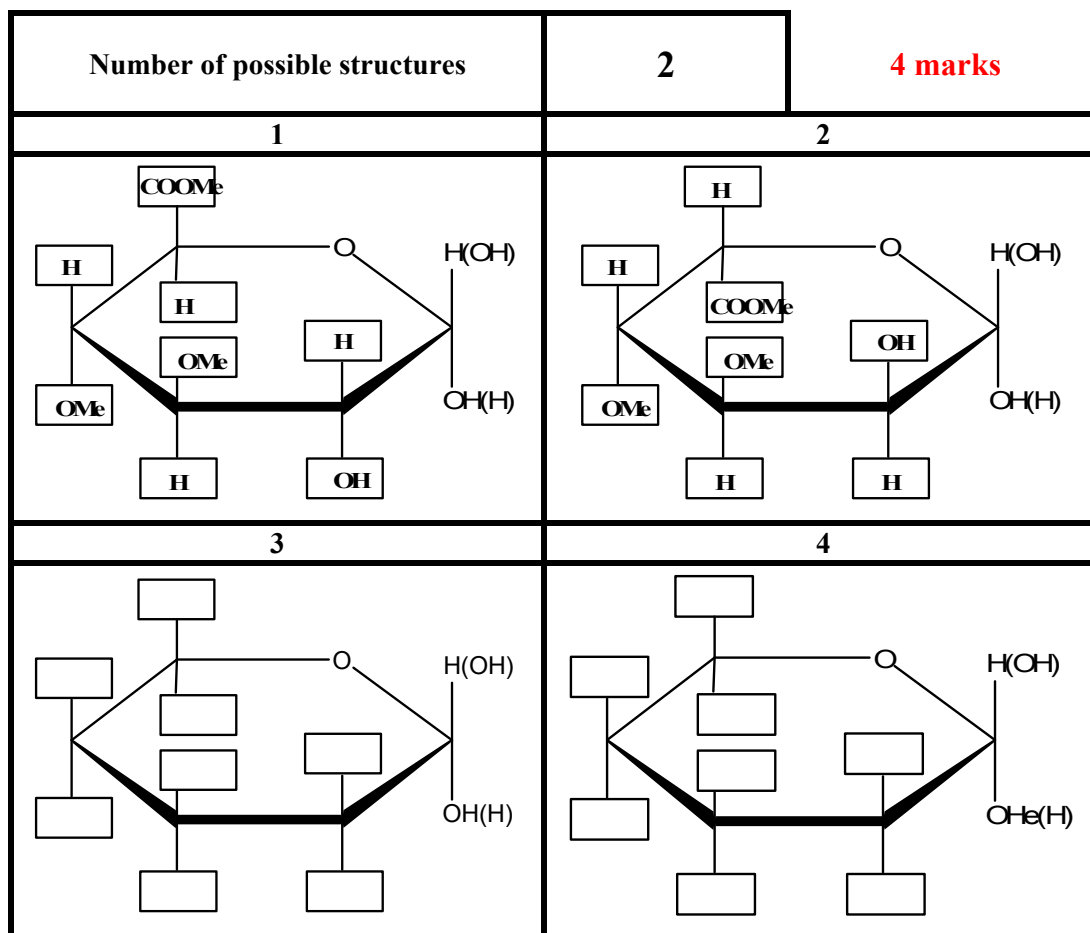 Number of possible structures 2 4 marks
1 2
COOMe H
H O H(OH) H O H(OH)
H COOMe
OMe H OMe OH
OMe OH(H) OMe OH(H)
H OH H H
3 4
O H(OH) O H(OH)
OH(H) OHe(H)